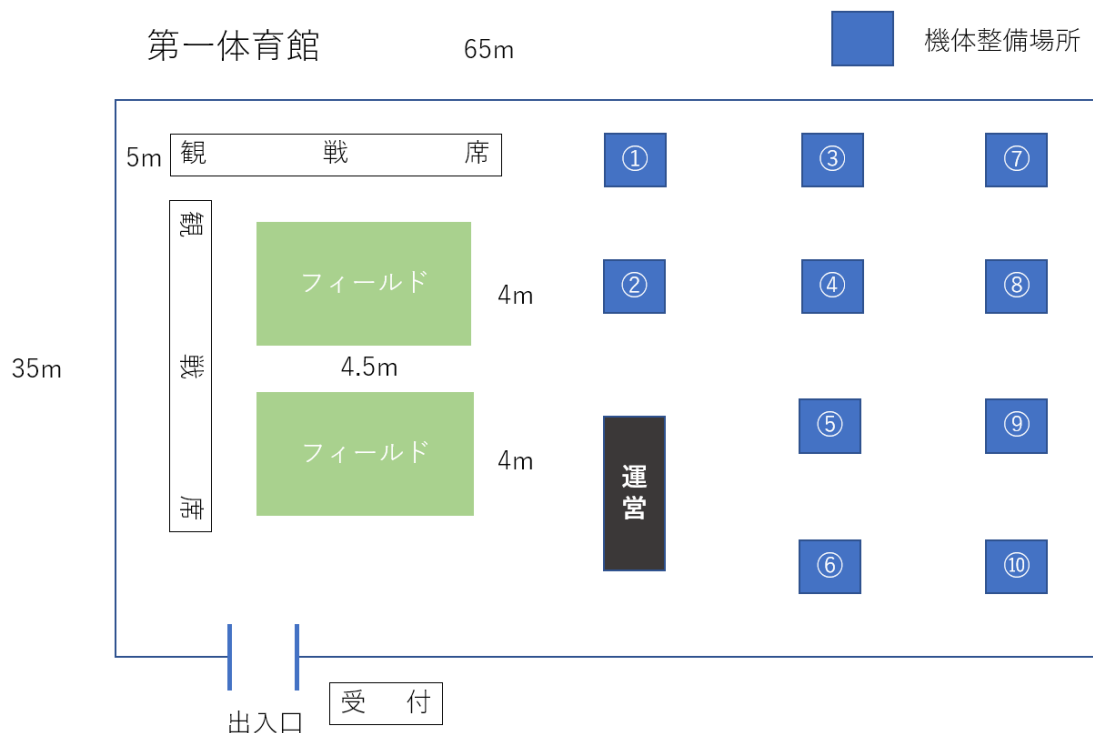 第一体育館
65m
機体整備場所
5m
観 戦 席
①
③
⑦
観 戦 席
フィールド
4m
②
④
⑧
35m
4.5m
フィールド
4m
運営
⑤
⑨
⑥
⑩
出入口
受 付